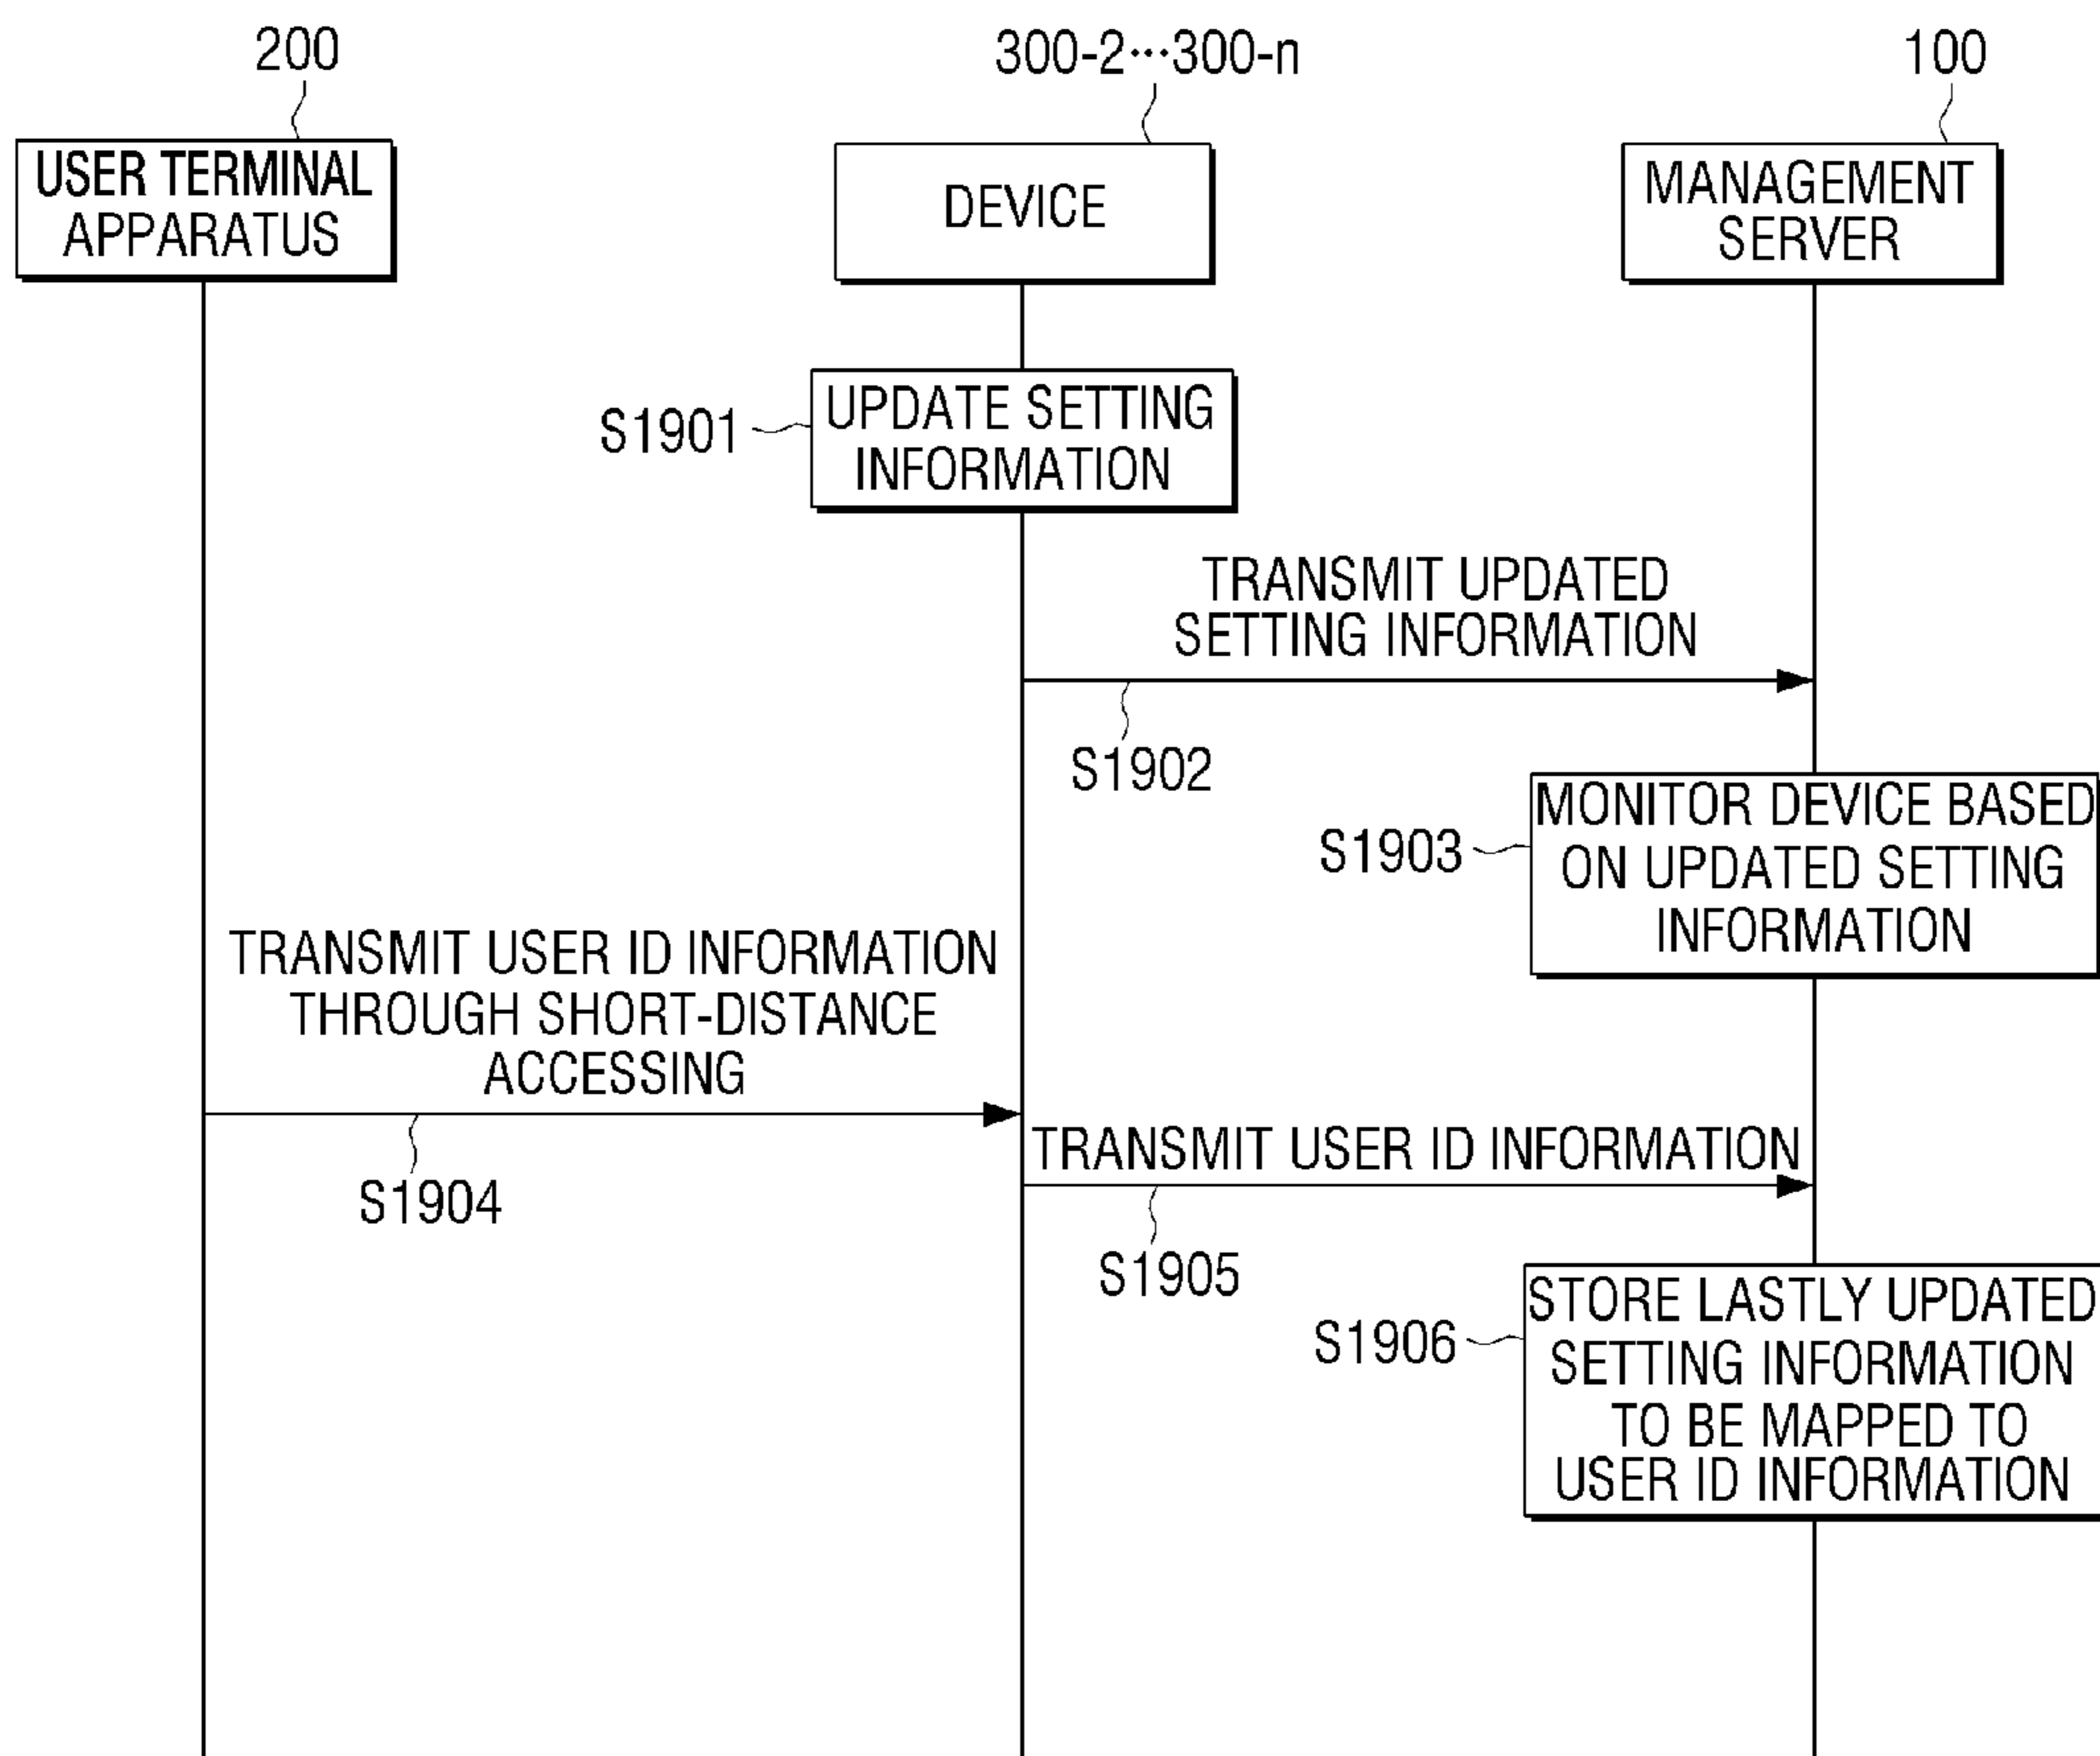 200
300-2···300-n
100
USER TERMINAL
APPARATUS
DEVICE
MANAGEMENT
SERVER
S1901
UPDATE SETTING
INFORMATION
TRANSMIT UPDATED
SETTING INFORMATION
S1902
S1903
MONITOR DEVICE BASED
ON UPDATED SETTING
INFORMATION
TRANSMIT USER ID INFORMATION
THROUGH SHORT-DISTANCE
ACCESSING
S1904
TRANSMIT USER ID INFORMATION
S1905
S1906
STORE LASTLY UPDATED
SETTING INFORMATION
TO BE MAPPED TO
USER ID INFORMATION